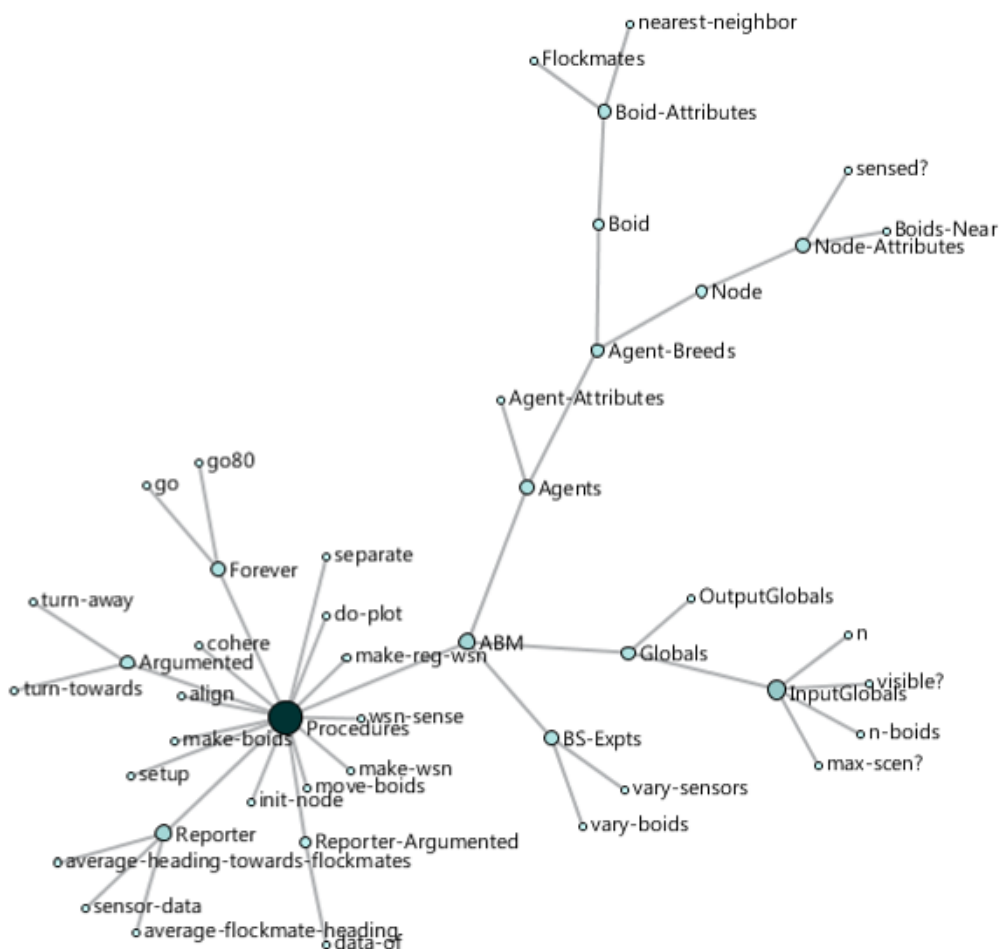 nearest-neighbor
Flockmates
Boid-Attributes
sensed?
Boid
Boids-Near
Node-Attributes
Node
Agent-Breeds
Agent-Attributes
go80
go
Agents
separate
Forever
turn-away
do-plot
OutputGlobals
cohere
ABM
n
make-reg-wsn
Globals
Argumented
turn-towards
align
visible?
InputGlobals
wsn-sense
Procedures
n-boids
make-boids
BS-Expts
setup
make-wsn
max-scen?
move-boids
init-node
vary-sensors
vary-boids
Reporter
Reporter-Argumented
average-heading-towards-flockmates
sensor-data
average-flockmate-heading
data-of